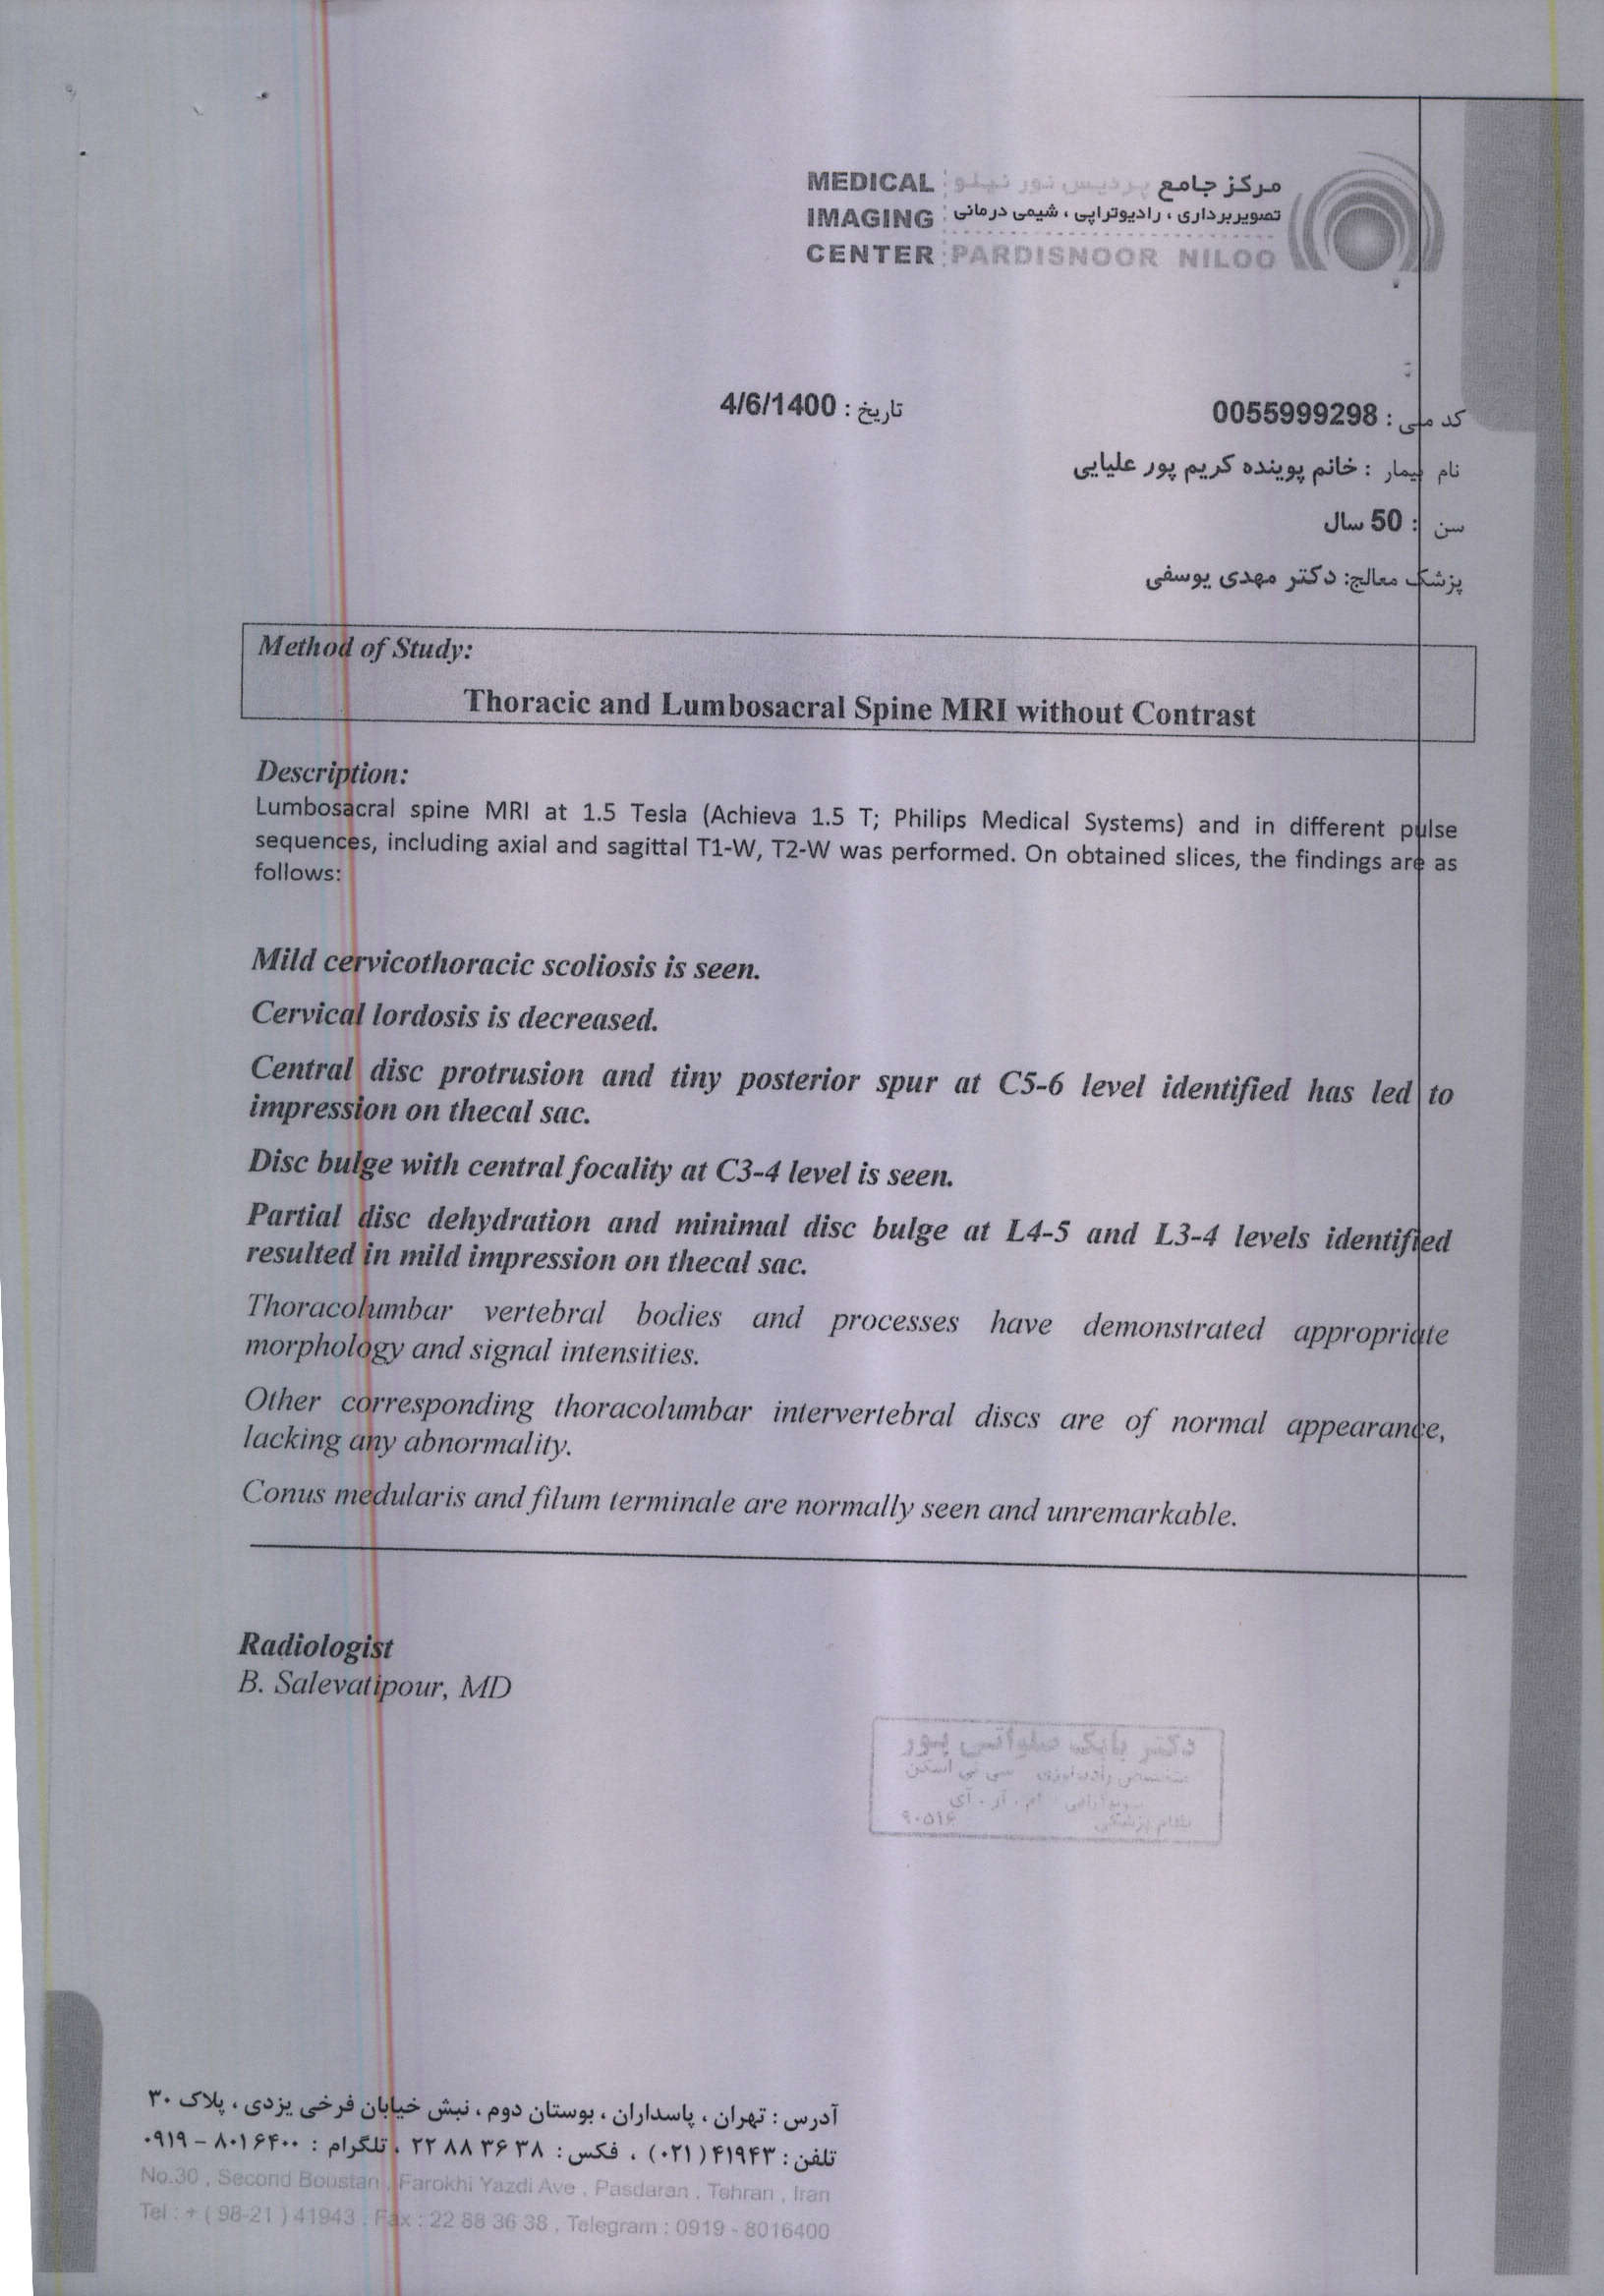 مرکز جامع پردیس نور نیلو
تصویربرداری ، رادیوتراپی ، شیمی درمانی
MEDICAL
IMAGING
CENTER PARDISNOOR NILOO
کد ملی : 0055999298
تاریخ : 4/6/1400
نام بیمار : خانم پوینده کریم پور علیایی
سن : 50 سال
پزشک معالج: دکتر مهدی یوسفی
Method of Study:
Thoracic and Lumbosacral Spine MRI without Contrast
Description:
Lumbosacral spine MRI at 1.5 Tesla (Achieva 1.5 T; Philips Medical Systems) and in different pulse
sequences, including axial and sagittal T1-W, T2-W was performed. On obtained slices, the findings are as
follows:
Mild cervicothoracic scoliosis is seen.
Cervical lordosis is decreased.
Central disc protrusion and tiny posterior spur at C5-6 level identified has led to
impression on thecal sac.
Disc bulge with central focality at C3-4 level is seen.
Partial disc dehydration and minimal disc bulge at L4-5 and L3-4 levels identified
resulted in mild impression on thecal sac.
Thoracolumbar vertebral bodies and processes have demonstrated appropriate
morphology and signal intensities.
Other corresponding thoracolumbar intervertebral discs are of normal appearance,
lacking any abnormality.
Conus medularis and filum terminale are normally seen and unremarkable.
Radiologist
B. Salevatipour, MD
دکتر بابک صلواتی پور
متخصص رادیولوژی سی تی اسکن
سونوگرافی . ام . آر . آی
نظام پزشکی ۹۰۵۱۶
آدرس : تهران ، پاسداران ، بوستان دوم ، نبش خیابان فرخی یزدی ، پلاک ۳۰
تلفن : ۴۱۹۴۳ (۰۲۱) ، فکس : ۲۲ ۸۸ ۳۶ ۳۸ ، تلگرام : ۸۰۱۶۴۰۰ – ۰۹۱۹
No.30 , Second Boustan , Farokhi Yazdi Ave , Pasdaran , Tehran , Iran
Tel : + ( 98-21 ) 41943 , Fax : 22 88 36 38 , Telegram : 0919 - 8016400